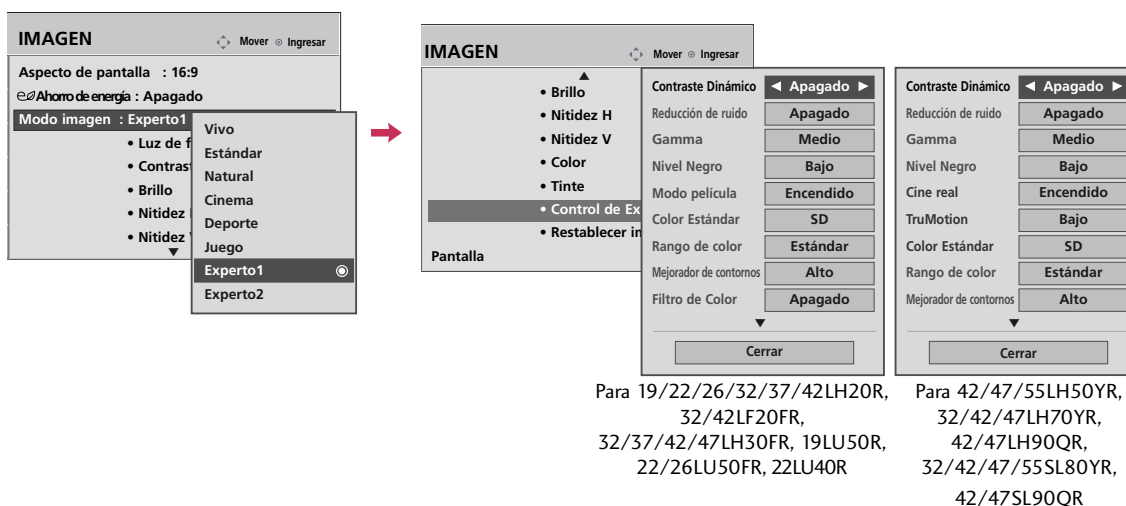 IMAGEN
Mover Ingresar
Aspecto de pantalla : 16:9
Ahorro de energía : Apagado
Modo imagen : Experto1
• Luz de f
• Contras
• Brillo
• Nitidez
• Nitidez
Vivo
Estándar
Natural
Cinema
Deporte
Juego
Experto1
Experto2
IMAGEN
Mover Ingresar
• Brillo
• Nitidez H
• Nitidez V
• Color
• Tinte
• Control de Ex
• Restablecer in
Pantalla
Contraste Dinámico ◄ Apagado ►
Reducción de ruido Apagado
Gamma Medio
Nivel Negro Bajo
Modo película Encendido
Color Estándar SD
Rango de color Estándar
Mejorador de contornos Alto
Filtro de Color Apagado
Cerrar
Para 19/22/26/32/37/42LH20R,
32/42LF20FR,
32/37/42/47LH30FR, 19LU50R,
22/26LU50FR, 22LU40R
Contraste Dinámico ◄ Apagado ►
Reducción de ruido Apagado
Gamma Medio
Nivel Negro Bajo
Cine real Encendido
TruMotion Bajo
Color Estándar SD
Rango de color Estándar
Mejorador de contornos Alto
Cerrar
Para 42/47/55LH50YR,
32/42/47LH70YR,
42/47LH90QR,
32/42/47/55SL80YR,
42/47SL90QR